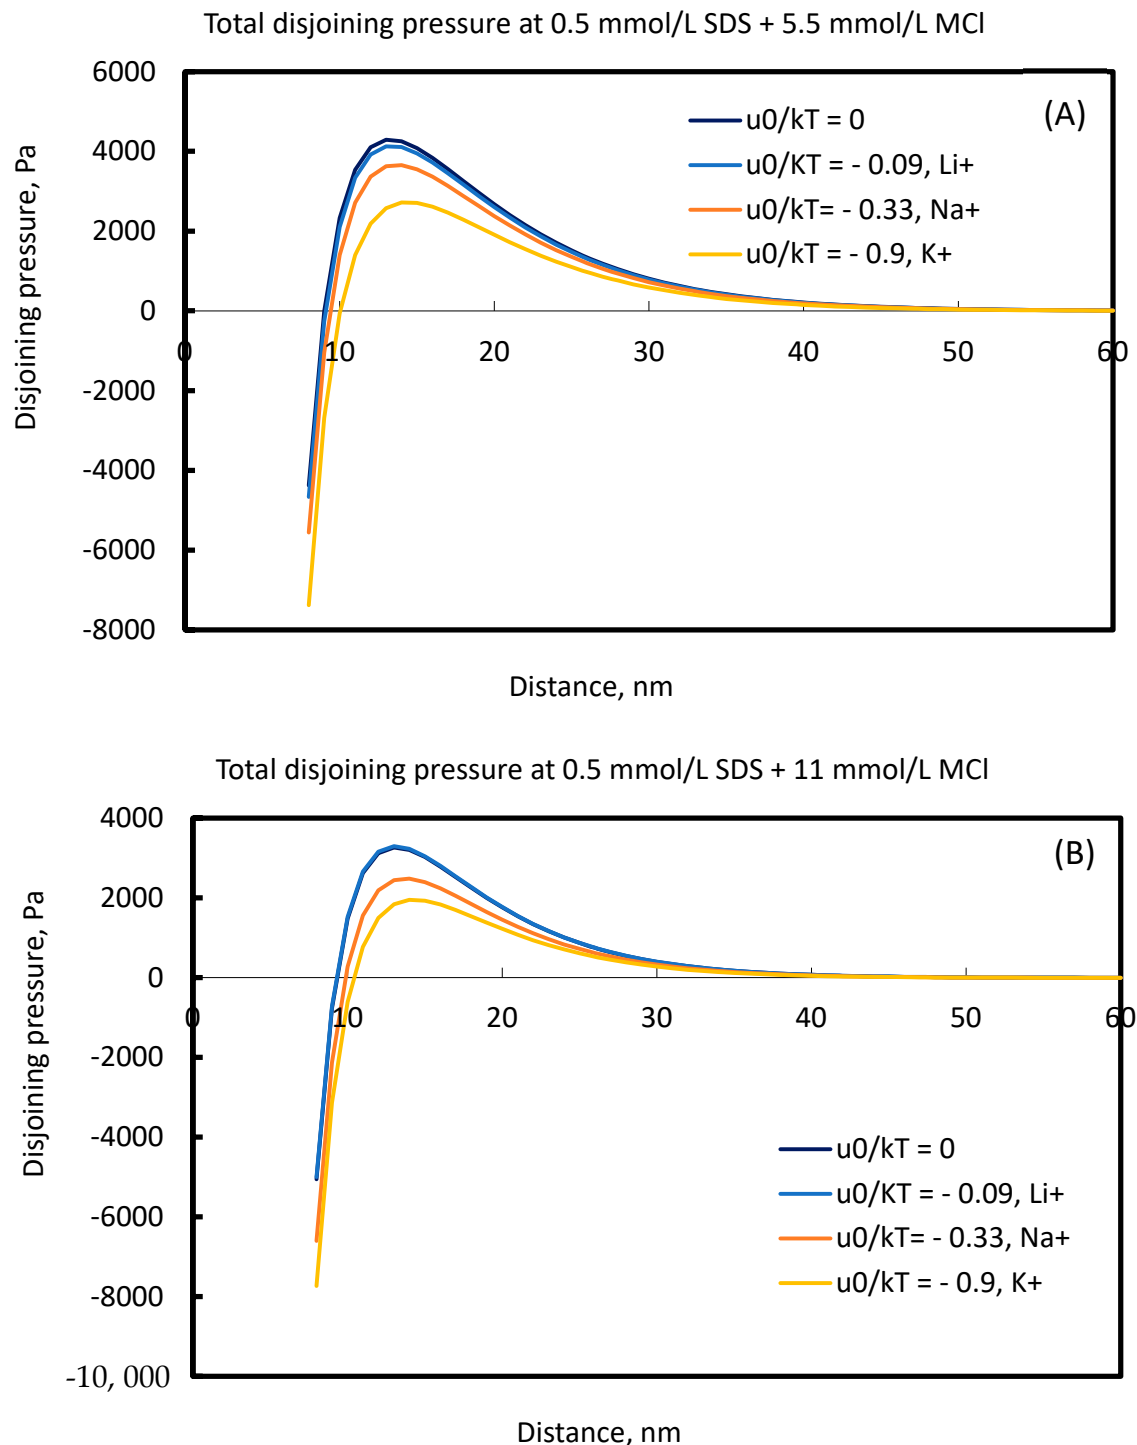 Total disjoining pressure at 0.5 mmol/L SDS + 5.5 mmol/L MCl
(A)
6000
4000
2000
0
-2000
-4000
-6000
-8000
Disjoining pressure, Pa
u0/kT = 0
u0/KT = - 0.09, Li+
u0/kT= - 0.33, Na+
u0/kT = - 0.9, K+
0 10 20 30 40 50 60
Distance, nm
Total disjoining pressure at 0.5 mmol/L SDS + 11 mmol/L MCl
(B)
4000
2000
0
-2000
-4000
-6000
-8000
-10, 000
Disjoining pressure, Pa
0 10 20 30 40 50 60
u0/kT = 0
u0/KT = - 0.09, Li+
u0/kT= - 0.33, Na+
u0/kT = - 0.9, K+
Distance, nm